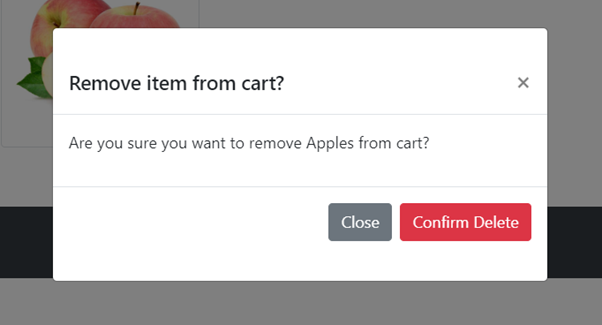 Remove item from cart? ×
Are you sure you want to remove Apples from cart?
Close Confirm Delete